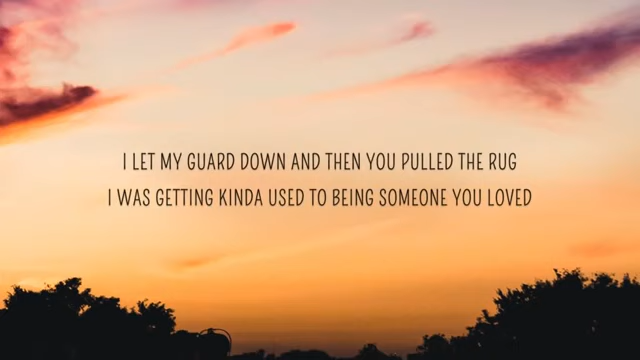 I LET MY GUARD DOWN AND THEN YOU PULLED THE RUG
I WAS GETTING KINDA USED TO BEING SOMEONE YOU LOVED